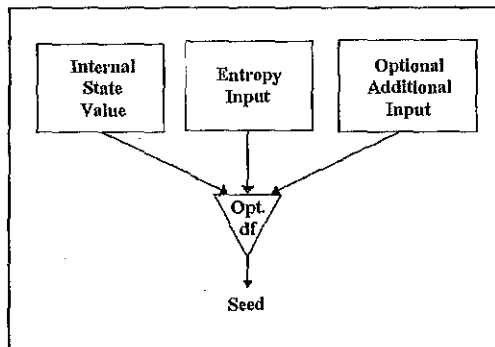 Internal
State
Value
Entropy
Input
Optional
Additional
Input
Opt.
df
Seed